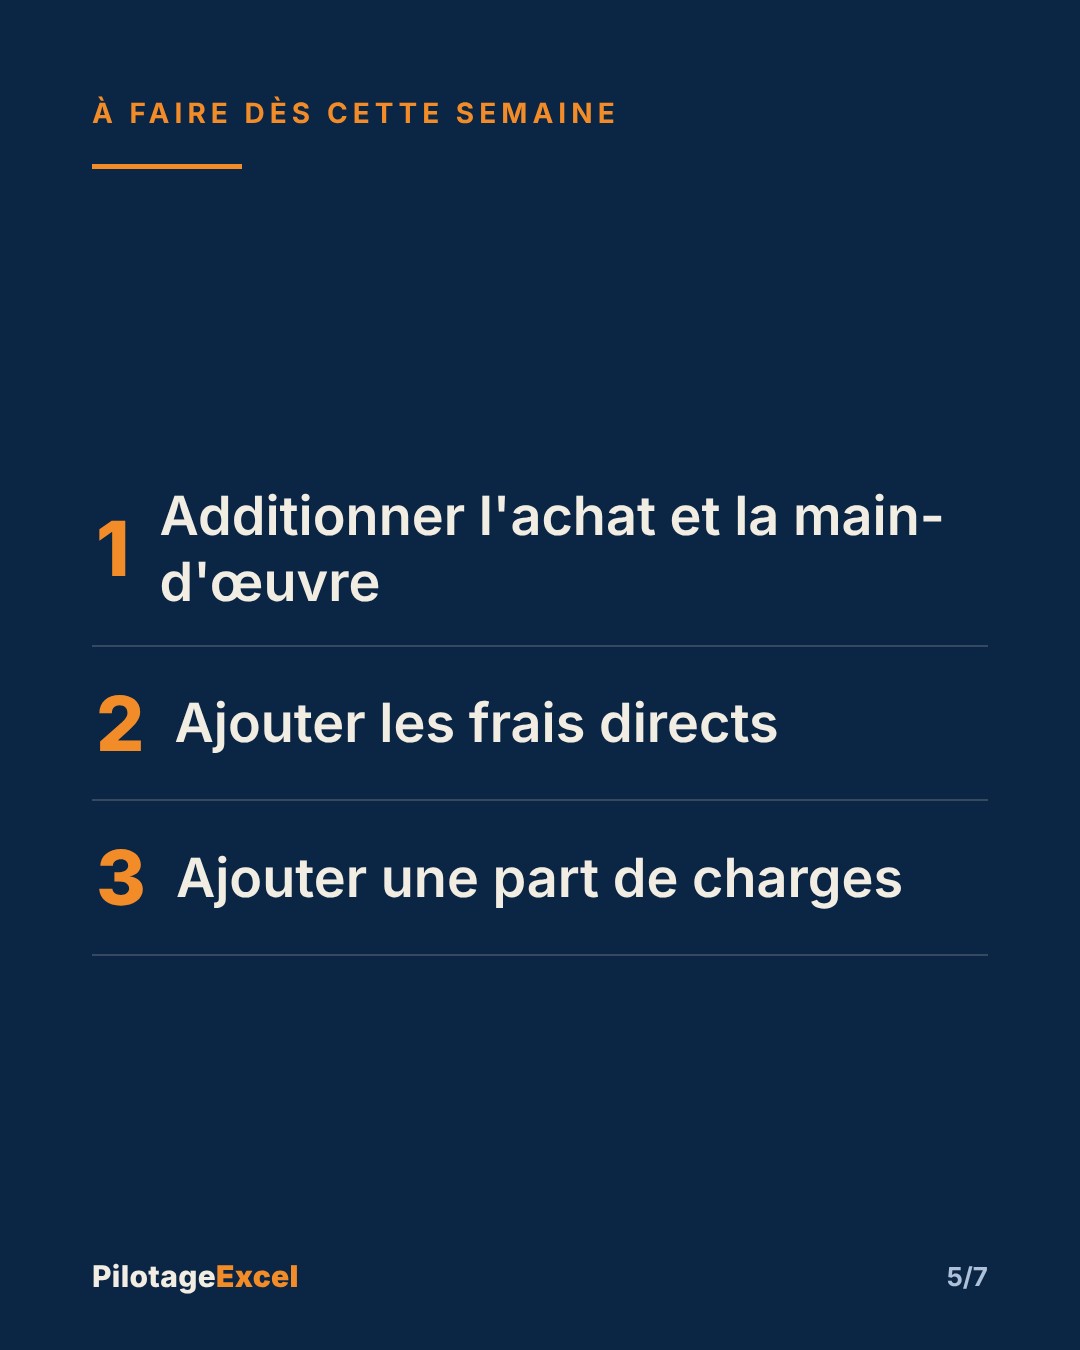 À FAIRE DÈS CETTE SEMAINE
1 Additionner l'achat et la main-
d'œuvre
2 Ajouter les frais directs
3 Ajouter une part de charges
PilotageExcel
5/7